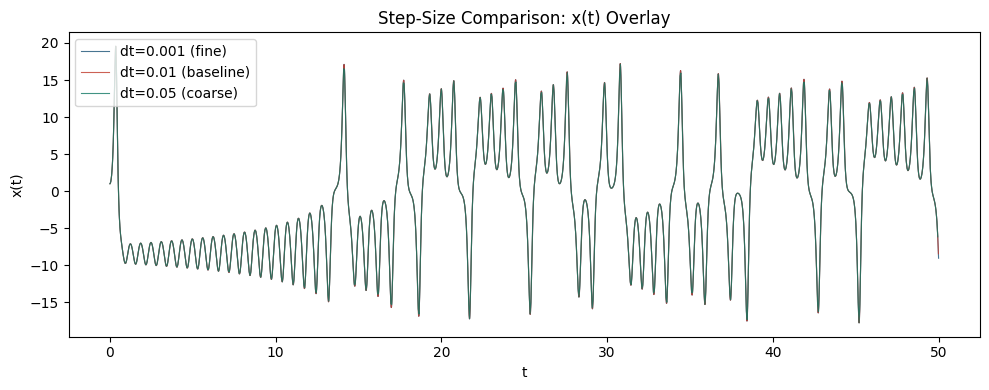 Step-Size Comparison: x(t) Overlay
dt=0.001 (fine)
dt=0.01 (baseline)
dt=0.05 (coarse)
x(t)
20
15
10
5
0
−5
−10
−15
0 10 20 30 40 50
t